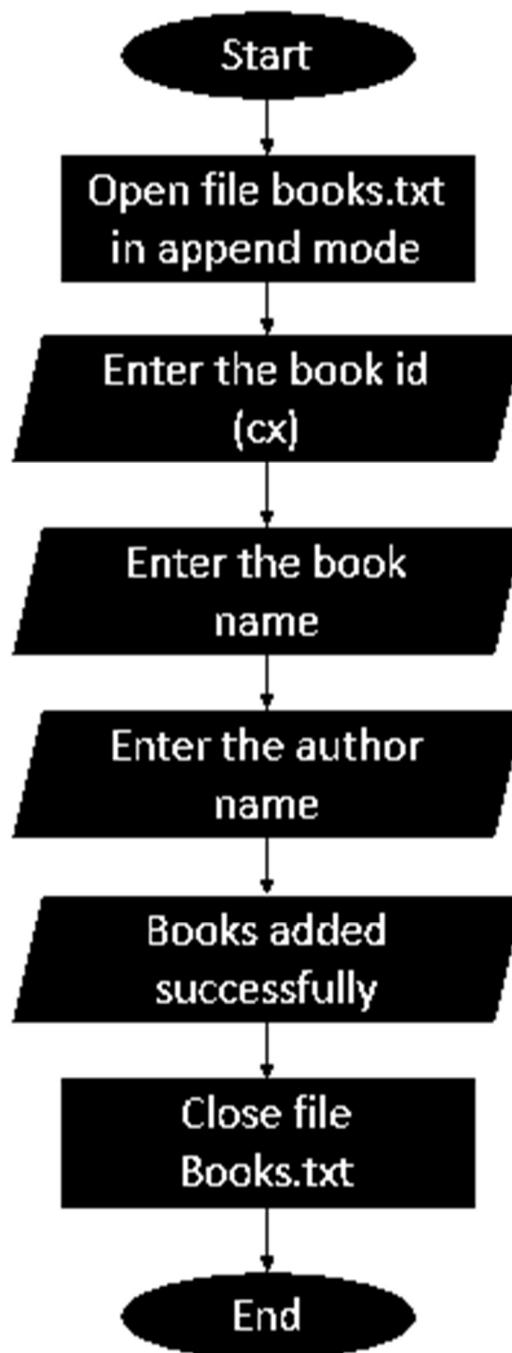 Start
Open file books.txt
in append mode
Enter the book id
(cx)
Enter the book
name
Enter the author
name
Books added
successfully
Close file
Books.txt
End